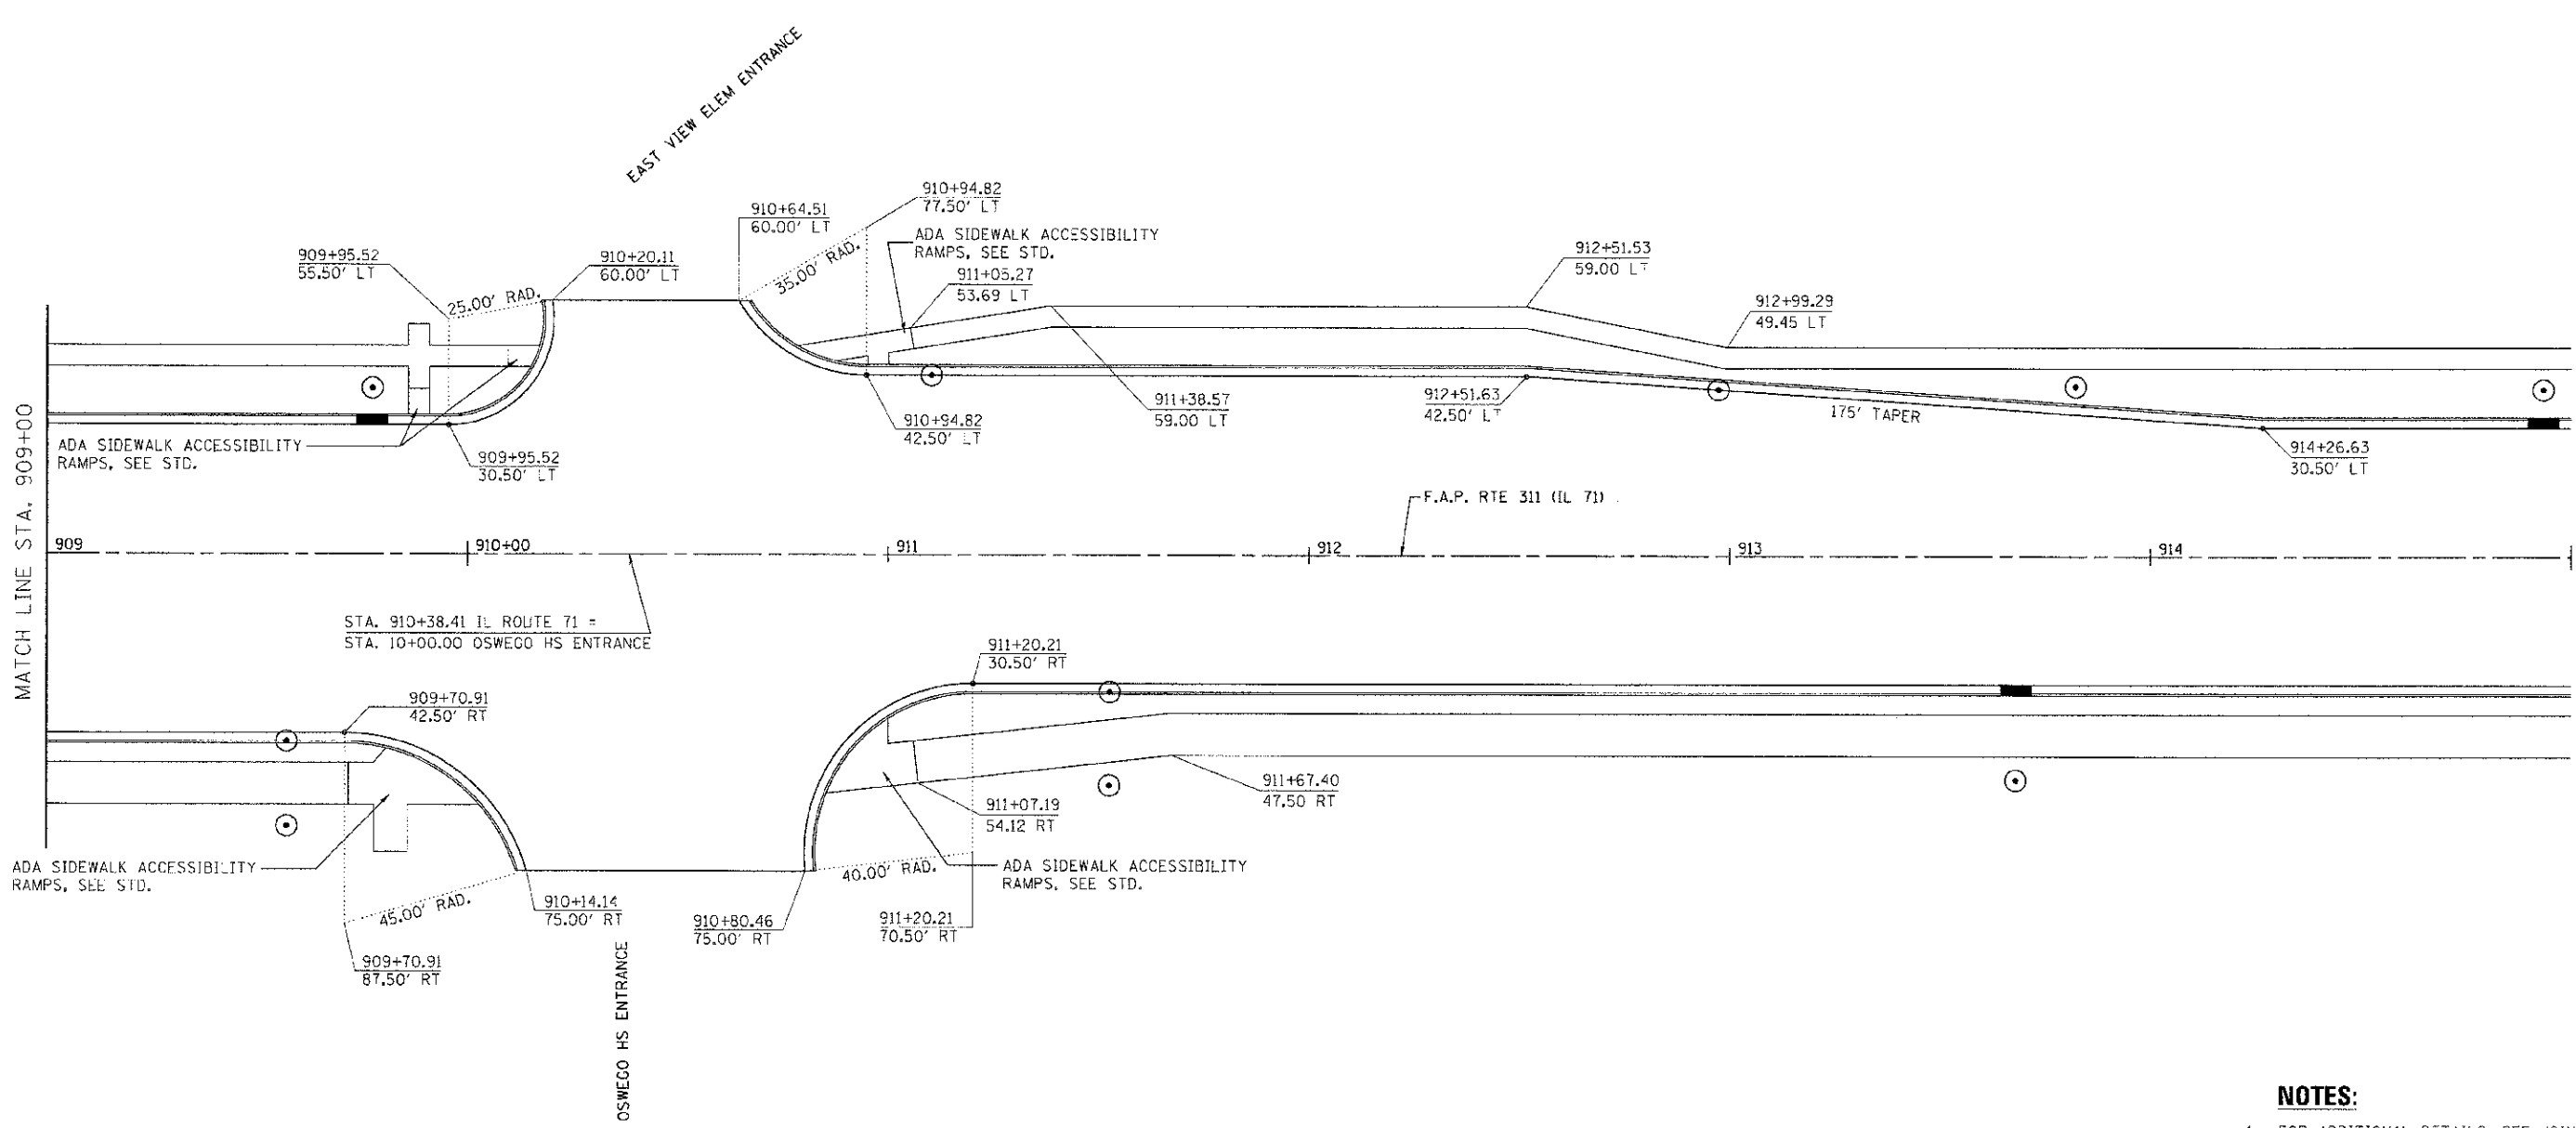 EAST VIEW ELEM ENTRANCE
910+94.82
77.50' LT
910+64.51
60.00' LT
ADA SIDEWALK ACCESSIBILITY
RAMPS, SEE STD.
909+95.52
55.50' LT
910+20.11
60.00' LT
35.00' RAD.
25.00' RAD.
911+05.27
53.69 LT
912+51.53
59.00 LT
912+99.29
49.45 LT
911+38.57
59.00 LT
912+51.63
42.50' LT
175' TAPER
910+94.82
42.50' LT
ADA SIDEWALK ACCESSIBILITY
RAMPS, SEE STD.
909+95.52
30.50' LT
914+26.63
30.50' LT
MATCH LINE STA. 909+00
F.A.P. RTE 311 (IL 71)
909
910+00
911
912
913
914
STA. 910+38.41 IL ROUTE 71 =
STA. 10+00.00 OSWEGO HS ENTRANCE
911+20.21
30.50' RT
909+70.91
42.50' RT
911+67.40
47.50 RT
911+07.19
54.12 RT
ADA SIDEWALK ACCESSIBILITY
RAMPS, SEE STD.
40.00' RAD.
ADA SIDEWALK ACCESSIBILITY
RAMPS, SEE STD.
45.00' RAD.
910+14.14
75.00' RT
910+80.46
75.00' RT
911+20.21
70.50' RT
909+70.91
87.50' RT
OSWEGO HS ENTRANCE
NOTES: